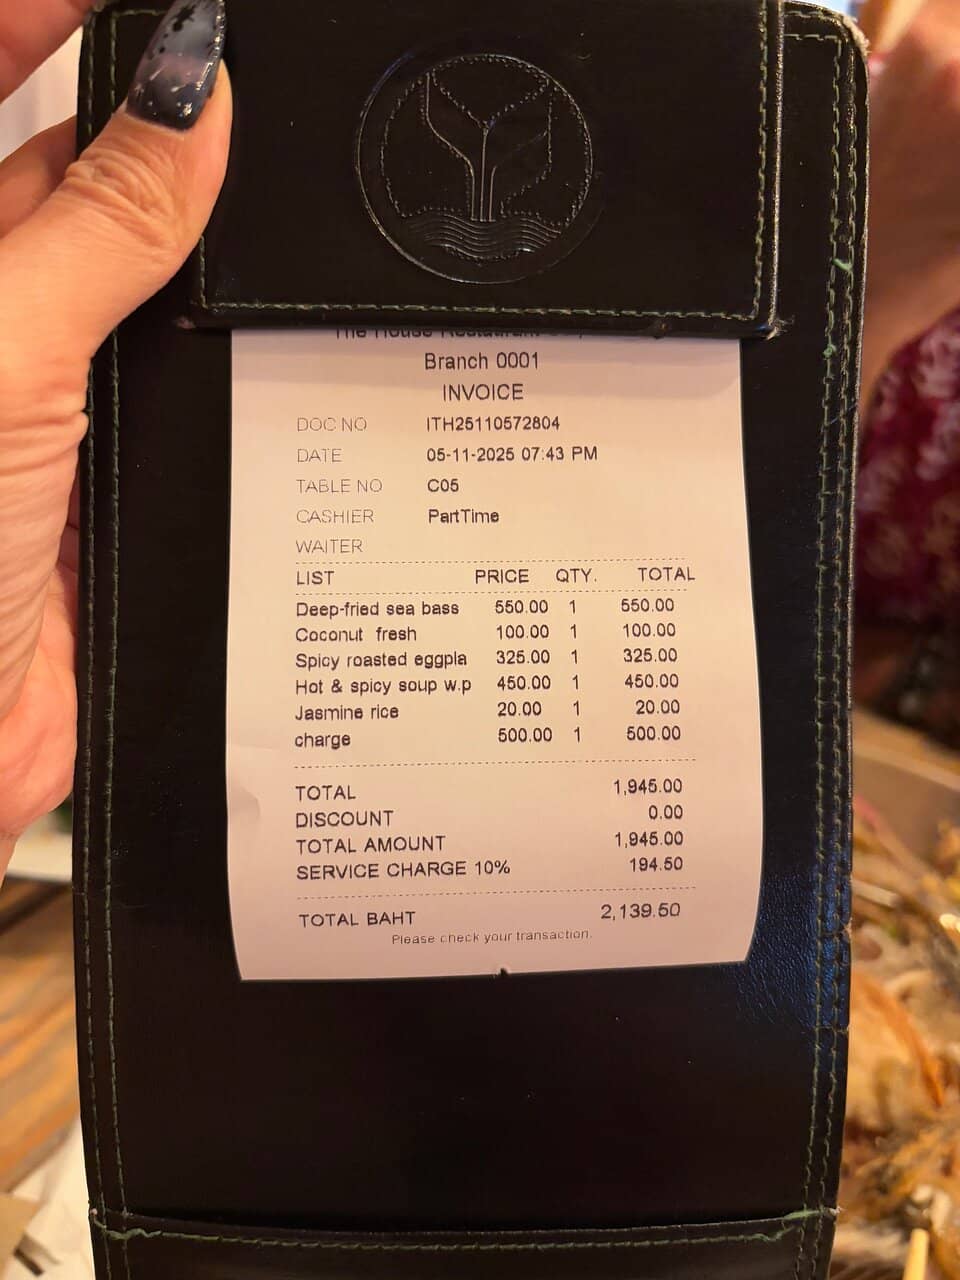 The House Restaurant
Branch 0001
INVOICE
DOC NO ITH25110572804
DATE 05-11-2025 07:43 PM
TABLE NO C05
CASHIER PartTime
WAITER
LIST PRICE QTY. TOTAL
Deep-fried sea bass 550.00 1 550.00
Coconut fresh 100.00 1 100.00
Spicy roasted eggpla 325.00 1 325.00
Hot & spicy soup w.p 450.00 1 450.00
Jasmine rice 20.00 1 20.00
charge 500.00 1 500.00
TOTAL 1,945.00
DISCOUNT 0.00
TOTAL AMOUNT 1,945.00
SERVICE CHARGE 10% 194.50
TOTAL BAHT 2,139.50
Please check your transaction.